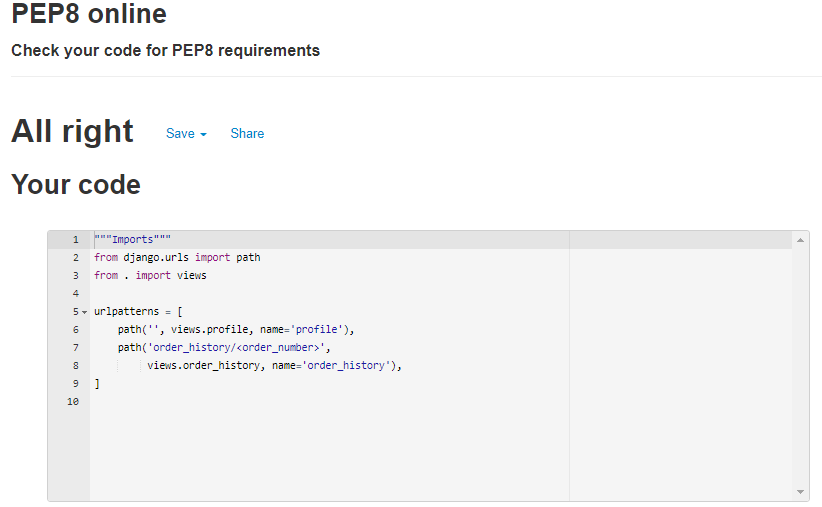 PEP8 online
Check your code for PEP8 requirements
All right Save Share
Your code
1 """Imports"""
2 from django.urls import path
3 from . import views
4
5 urlpatterns = [
6     path('', views.profile, name='profile'),
7     path('order_history/<order_number>',
8          views.order_history, name='order_history'),
9 ]
10